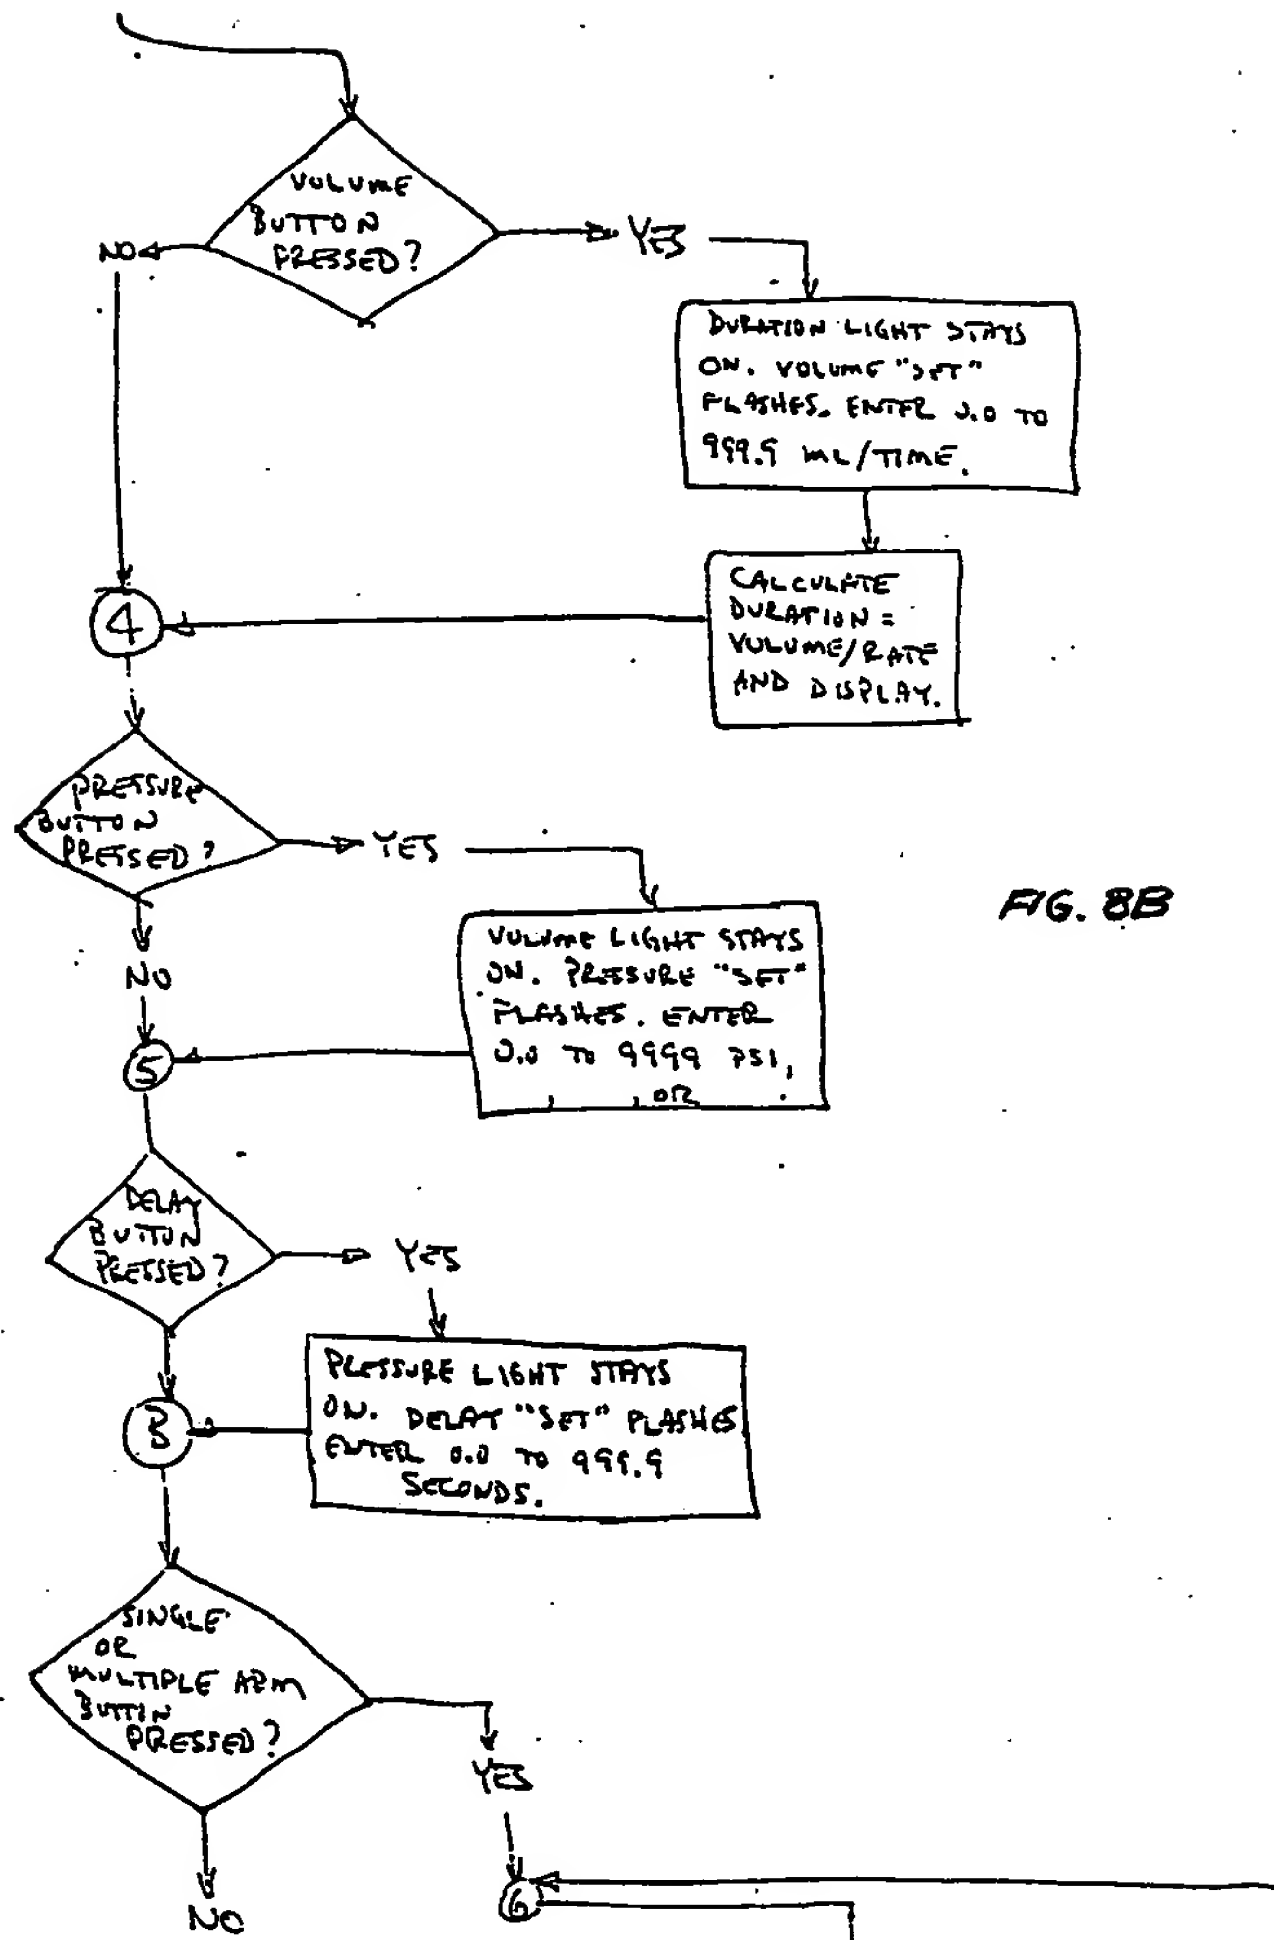 VOLUME
BUTTON
PRESSED?
NO
YES
DURATION LIGHT STAYS
ON. VOLUME "SET"
FLASHES. ENTER 0.0 TO
999.9 ML/TIME.
CALCULATE
DURATION =
VOLUME/RATE
AND DISPLAY.
4
PRESSURE
BUTTON
PRESSED?
YES
NO
VOLUME LIGHT STAYS
ON. PRESSURE "SET"
FLASHES. ENTER
0.0 TO 9999 PSI,
OR
FIG. 8B
5
DELAY
BUTTON
PRESSED?
YES
PRESSURE LIGHT STAYS
ON. DELAY "SET" FLASHES
ENTER 0.0 TO 999.9
SECONDS.
3
SINGLE
OR
MULTIPLE ARM
BUTTON
PRESSED?
YES
NO
6